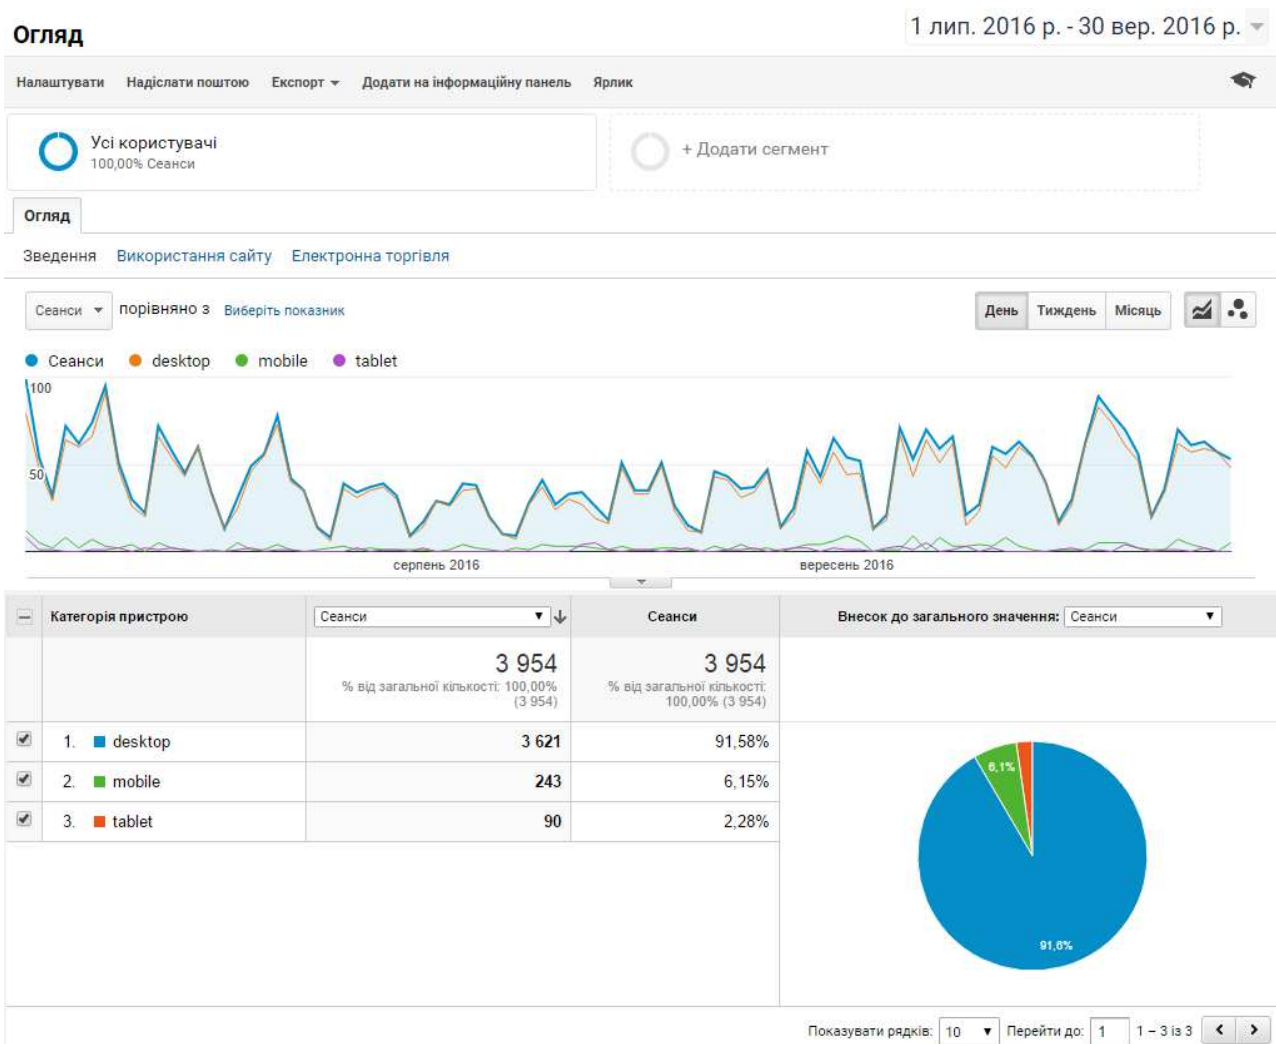 Огляд
1 лип. 2016 р. - 30 вер. 2016 р.
Налаштувати Надіслати поштою Експорт Додати на інформаційну панель Ярлик
Усі користувачі
100,00% Сеанси
+ Додати сегмент
Огляд
Зведення Використання сайту Електронна торгівля
Сеанси порівняно з Виберіть показник
День Тиждень Місяць
Сеанси desktop mobile tablet
100
50
серпень 2016 вересень 2016
Категорія пристрою Сеанси Сеанси Внесок до загального значення: Сеанси
3 954 3 954
% від загальної кількості: 100,00% (3 954)
% від загальної кількості: 100,00% (3 954)
1. desktop 3 621 91,58%
2. mobile 243 6,15%
3. tablet 90 2,28%
6,1%
91,6%
Показувати рядків: 10 Перейти до: 1 1 – 3 із 3